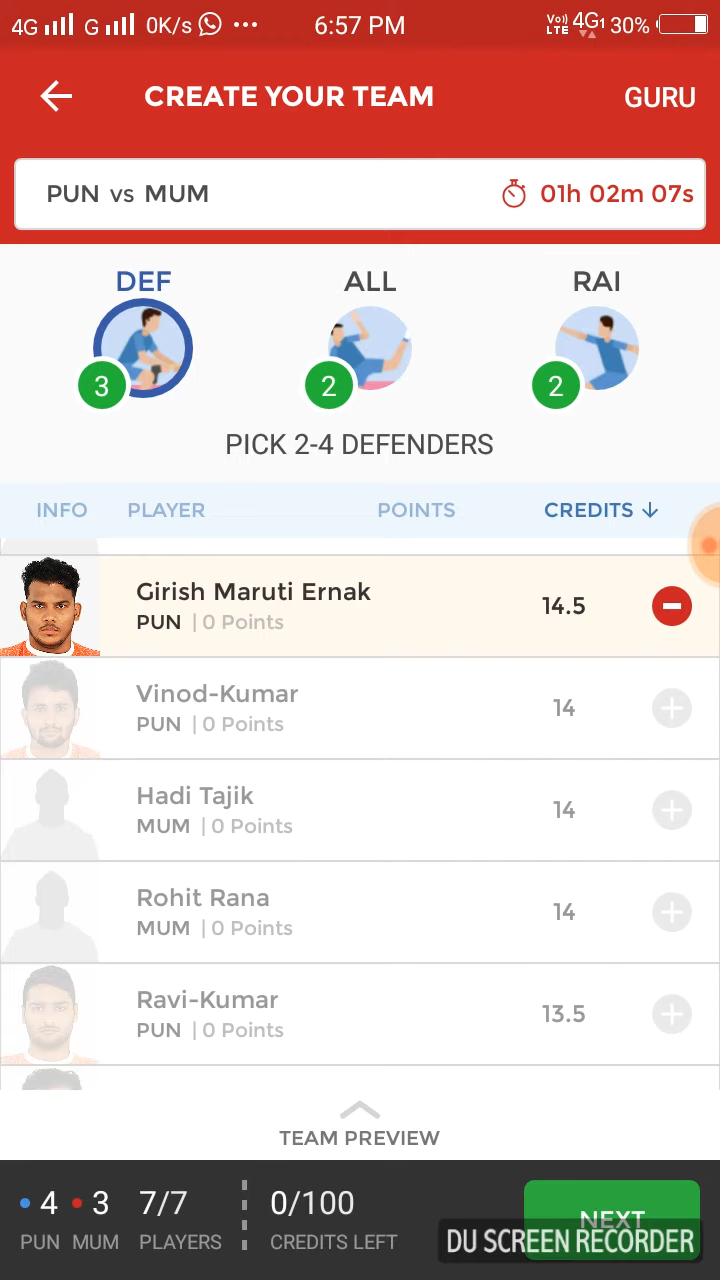 4G G 0K/s ••• 6:57 PM VoLTE 4G1 30%
CREATE YOUR TEAM GURU
PUN vs MUM 01h 02m 07s
DEF ALL RAI
3 2 2
PICK 2-4 DEFENDERS
INFO PLAYER POINTS CREDITS
Girish Maruti Ernak
PUN | 0 Points 14.5
Vinod-Kumar
PUN | 0 Points 14
Hadi Tajik
MUM | 0 Points 14
Rohit Rana
MUM | 0 Points 14
Ravi-Kumar
PUN | 0 Points 13.5
TEAM PREVIEW
4 3 7/7 0/100 NEXT
PUN MUM PLAYERS CREDITS LEFT
DU SCREEN RECORDER